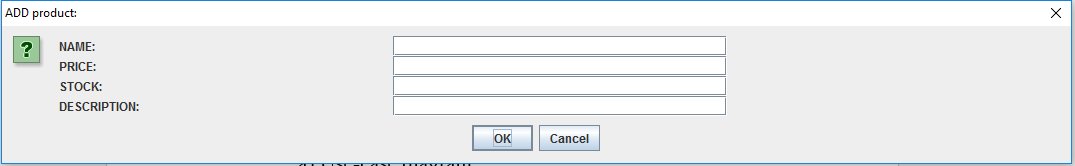 ADD product:
?
NAME:
PRICE:
STOCK:
DESCRIPTION:
OK Cancel